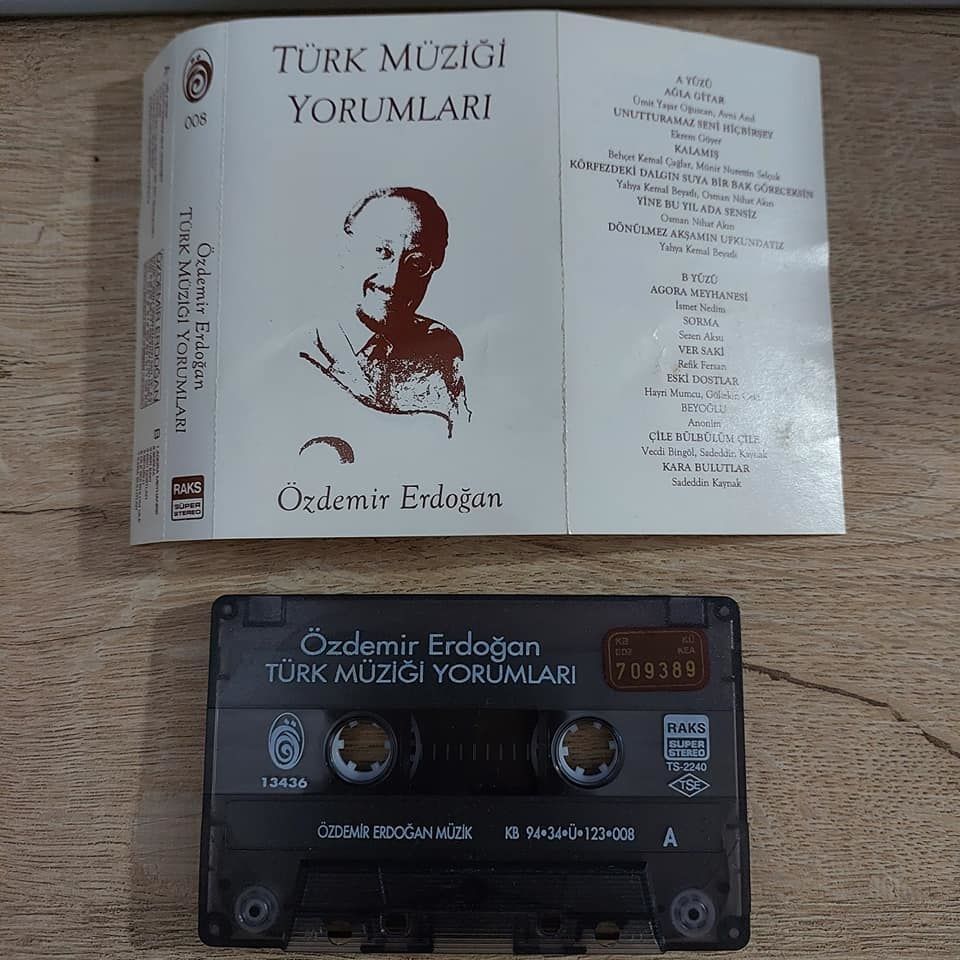 008
Özdemir Erdoğan
TÜRK MÜZİĞİ YORUMLARI
RAKS
SÜPER
STEREO
TÜRK MÜZİĞİ
YORUMLARI
Özdemir Erdoğan
A YÜZÜ
AĞLA GİTAR
Ümit Yaşar Oğuzcan, Avni Anıl
UNUTTURAMAZ SENİ HİÇBİRŞEY
Ekrem Güyer
KALAMIŞ
Behçet Kemal Çağlar, Münir Nurettin Selçuk
KÖRFEZDEKİ DALGIN SUYA BİR BAK GÖRECEKSİN
Yahya Kemal Beyatlı, Osman Nihat Akın
YİNE BU YIL ADA SENSİZ
Osman Nihat Akın
DÖNÜLMEZ AKŞAMIN UFKUNDAYIZ
Yahya Kemal Beyatlı
B YÜZÜ
AGORA MEYHANESİ
İsmet Nedim
SORMA
Sezen Aksu
VER SAKİ
Refik Fersan
ESKİ DOSTLAR
Hayri Mumcu, Gültekin
BEYOĞLU
Anonim
ÇİLE BÜLBÜLÜM ÇİLE
Vecdi Bingöl, Sadeddin Kaynak
KARA BULUTLAR
Sadeddin Kaynak
Özdemir Erdoğan
TÜRK MÜZİĞİ YORUMLARI
KB KÜ
002 KEA
709389
13436
RAKS
SUPER
STEREO
TS-2240
TSE
ÖZDEMİR ERDOĞAN MÜZİK KB 94•34•Ü•123•008 A